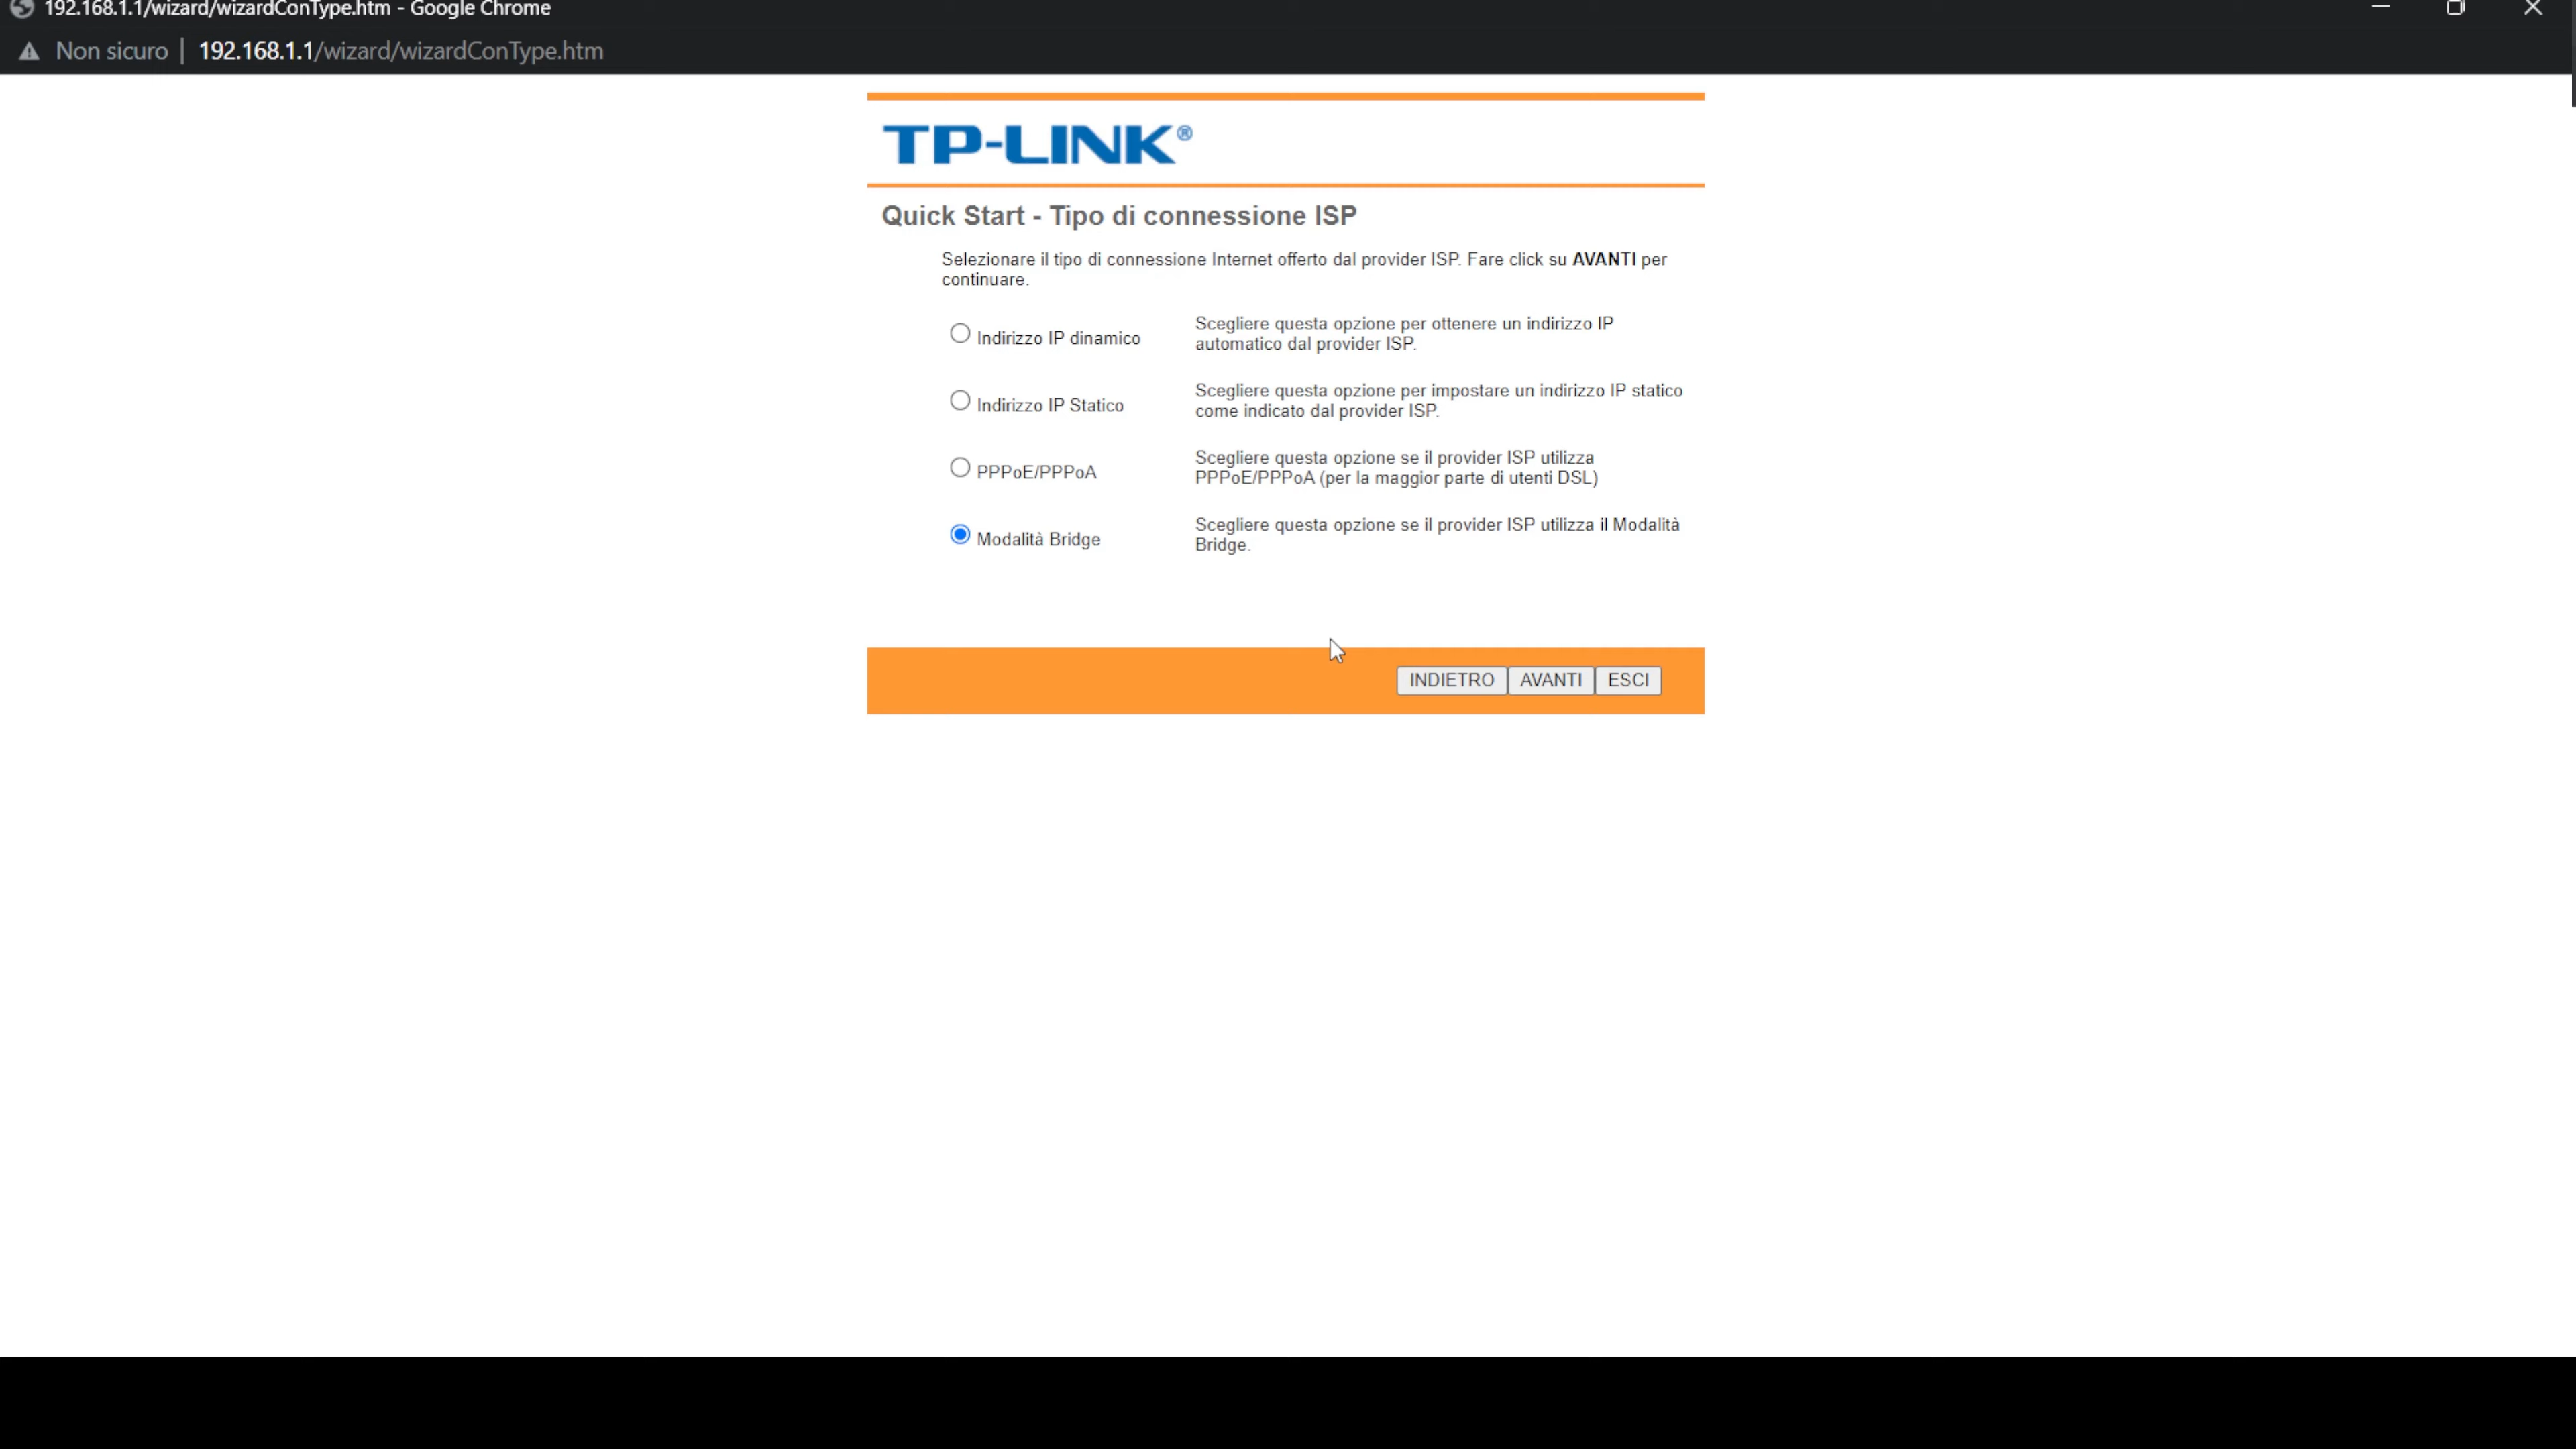 192.168.1.1/wizard/wizardConType.htm - Google Chrome
Non sicuro | 192.168.1.1/wizard/wizardConType.htm
TP-LINK®
Quick Start - Tipo di connessione ISP
Selezionare il tipo di connessione Internet offerto dal provider ISP. Fare click su AVANTI per
continuare.
Indirizzo IP dinamico
Scegliere questa opzione per ottenere un indirizzo IP
automatico dal provider ISP.
Indirizzo IP Statico
Scegliere questa opzione per impostare un indirizzo IP statico
come indicato dal provider ISP.
PPPoE/PPPoA
Scegliere questa opzione se il provider ISP utilizza
PPPoE/PPPoA (per la maggior parte di utenti DSL)
Modalità Bridge
Scegliere questa opzione se il provider ISP utilizza il Modalità
Bridge.
INDIETRO AVANTI ESCI